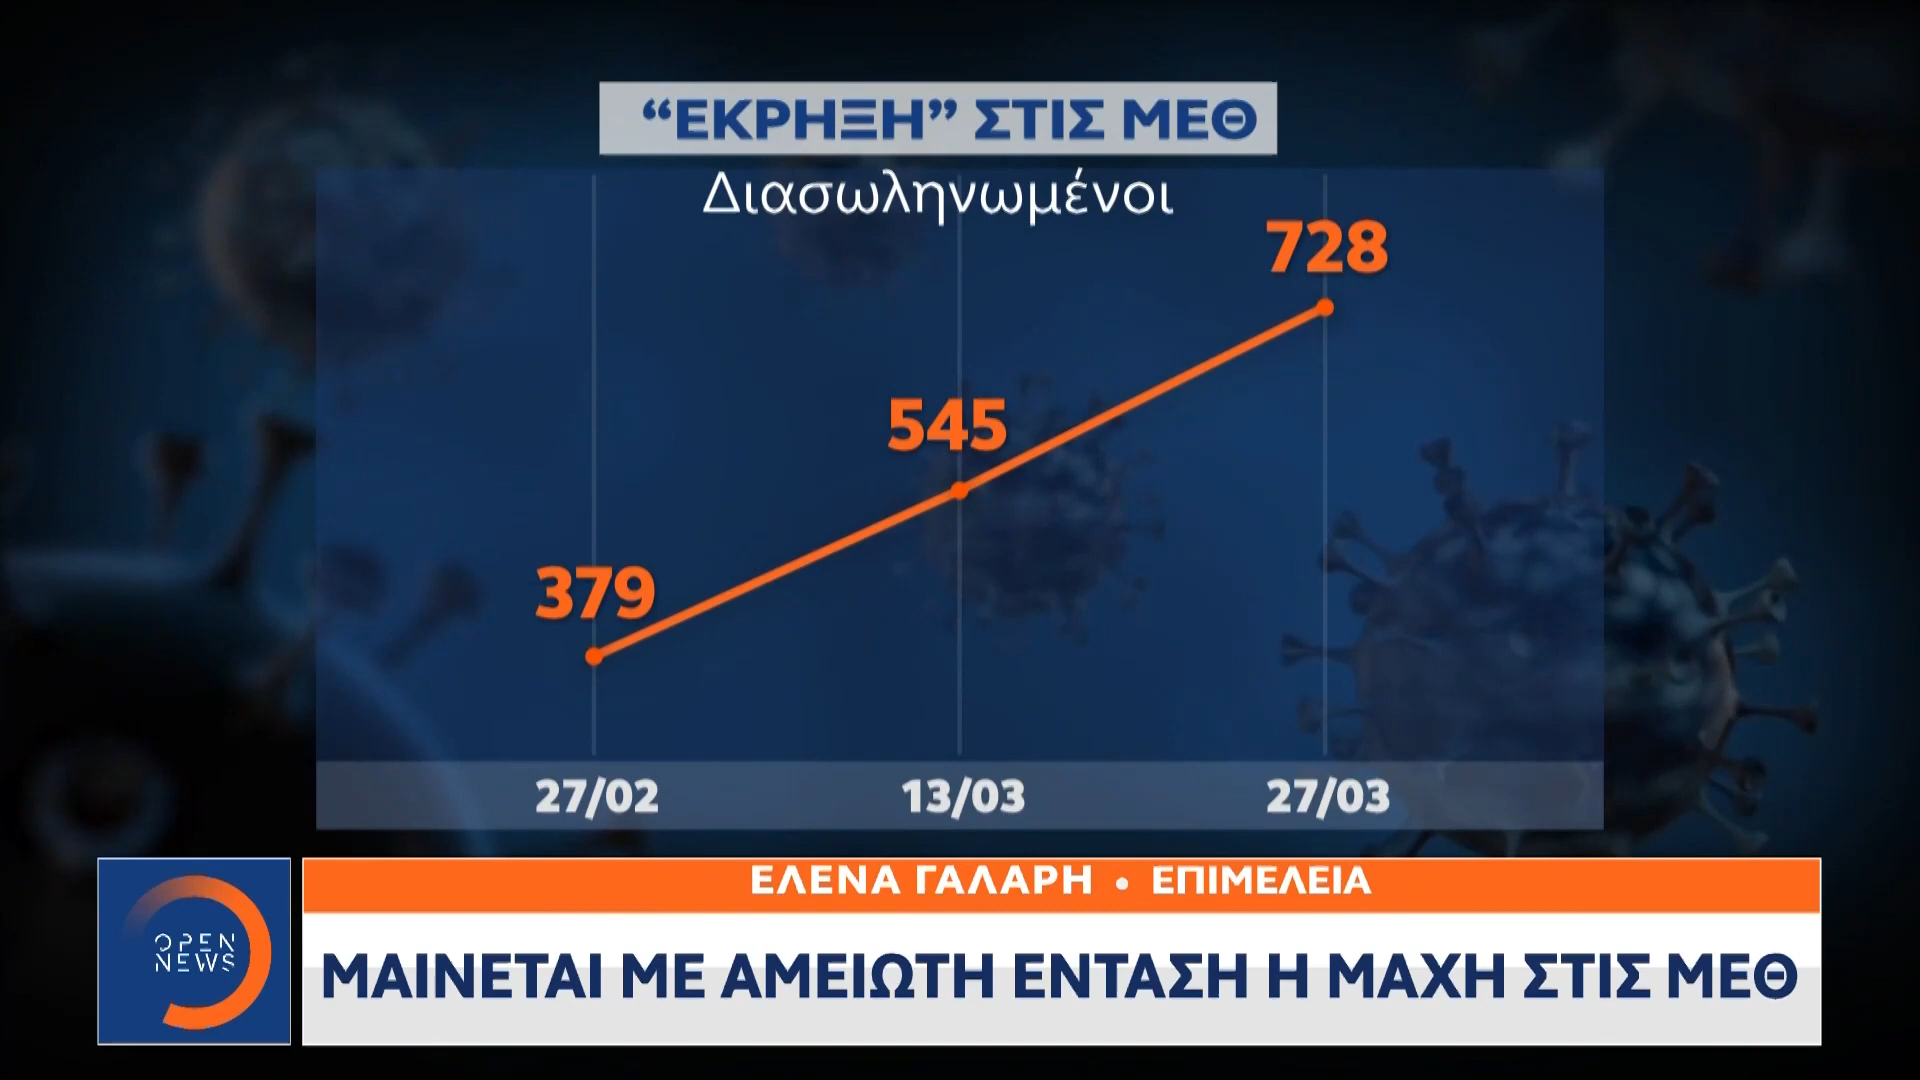 “ΕΚΡΗΞΗ” ΣΤΙΣ ΜΕΘ
Διασωληνωμένοι
728
545
379
27/02 13/03 27/03
ΕΛΕΝΑ ΓΑΛΑΡΗ • ΕΠΙΜΕΛΕΙΑ
OPEN
NEWS
ΜΑΙΝΕΤΑΙ ΜΕ ΑΜΕΙΩΤΗ ΕΝΤΑΣΗ Η ΜΑΧΗ ΣΤΙΣ ΜΕΘ